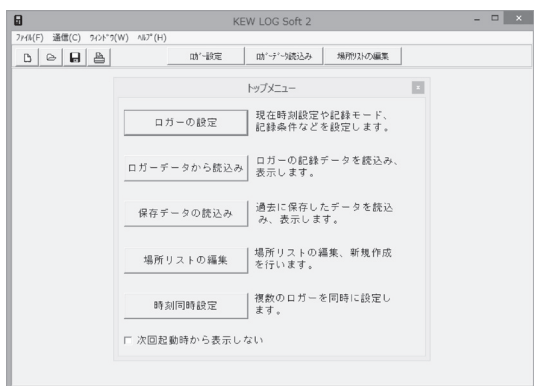 KEW LOG Soft 2
ﾌｧｲﾙ(F) 通信(C) ｳｨﾝﾄﾞｳ(W) ﾍﾙﾌﾟ(H)
ﾛｶﾞｰ設定 ﾛｶﾞｰﾃﾞｰﾀ読込み 場所ﾘｽﾄの編集
トップメニュー
ロガーの設定
現在時刻設定や記録モード、
記録条件などを設定します。
ロガーデータから読込み
ロガーの記録データを読込み、
表示します。
保存データの読込み
過去に保存したデータを読込
み、表示します。
場所リストの編集
場所リストの編集、新規作成
を行います。
時刻同時設定
複数のロガーを同時に設定し
ます。
次回起動時から表示しない